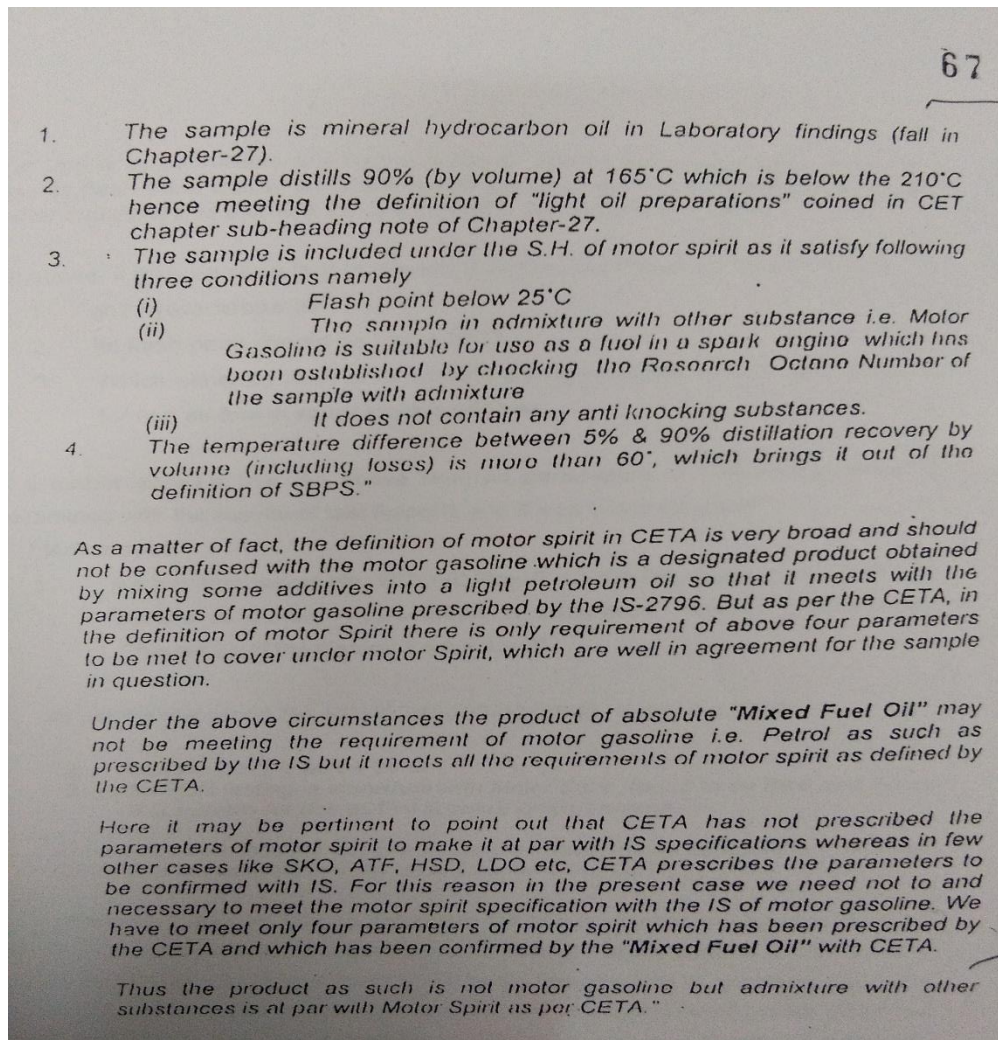 67
1. The sample is mineral hydrocarbon oil in Laboratory findings (fall in
Chapter-27).
2. The sample distills 90% (by volume) at 165°C which is below the 210°C
hence meeting the definition of "light oil preparations" coined in CET
chapter sub-heading note of Chapter-27.
3. The sample is included under the S.H. of motor spirit as it satisfy following
three conditions namely
(i) Flash point below 25°C
(ii) The sample in admixture with other substance i.e. Motor
Gasoline is suitable for use as a fuel in a spark engine which has
been established by checking the Research Octane Number of
the sample with admixture
(iii) It does not contain any anti knocking substances.
4. The temperature difference between 5% & 90% distillation recovery by
volume (including loses) is more than 60°, which brings it out of the
definition of SBPS."
As a matter of fact, the definition of motor spirit in CETA is very broad and should
not be confused with the motor gasoline which is a designated product obtained
by mixing some additives into a light petroleum oil so that it meets with the
parameters of motor gasoline prescribed by the IS-2796. But as per the CETA, in
the definition of motor Spirit there is only requirement of above four parameters
to be met to cover under motor Spirit, which are well in agreement for the sample
in question.
Under the above circumstances the product of absolute "Mixed Fuel Oil" may
not be meeting the requirement of motor gasoline i.e. Petrol as such as
prescribed by the IS but it meets all the requirements of motor spirit as defined by
the CETA.
Here it may be pertinent to point out that CETA has not prescribed the
parameters of motor spirit to make it at par with IS specifications whereas in few
other cases like SKO, ATF, HSD, LDO etc, CETA prescribes the parameters to
be confirmed with IS. For this reason in the present case we need not to and
necessary to meet the motor spirit specification with the IS of motor gasoline. We
have to meet only four parameters of motor spirit which has been prescribed by
the CETA and which has been confirmed by the "Mixed Fuel Oil" with CETA.
Thus the product as such is not motor gasoline but admixture with other
substances is at par with Motor Spirit as per CETA."